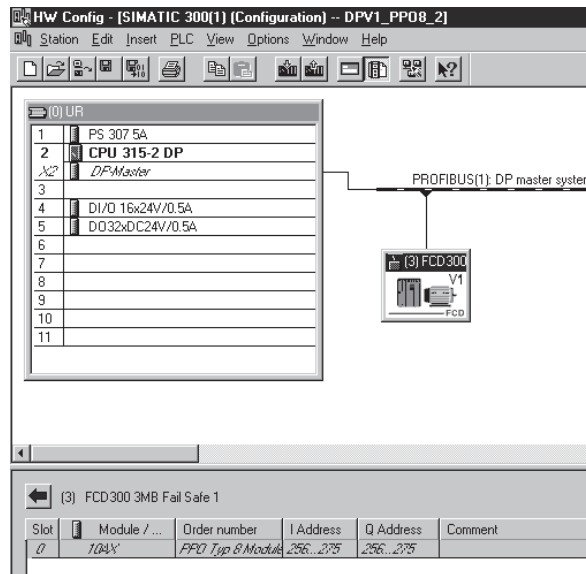 HW Config - [SIMATIC 300(1) (Configuration) -- DPV1_PPO8_2]
Station Edit Insert PLC View Options Window Help
(0) UR
1 PS 307 5A
2 CPU 315-2 DP
X2 DP-Master
3
4 DI/O 16x24V/0.5A
5 DO32xDC24V/0.5A
6
7
8
9
10
11
PROFIBUS(1): DP master system
(3) FCD300
V1
FCD
(3) FCD300 3MB Fail Safe 1
Slot Module / ... Order number I Address Q Address Comment
0 10AX PPO Typ 8 Module 256...275 256...275